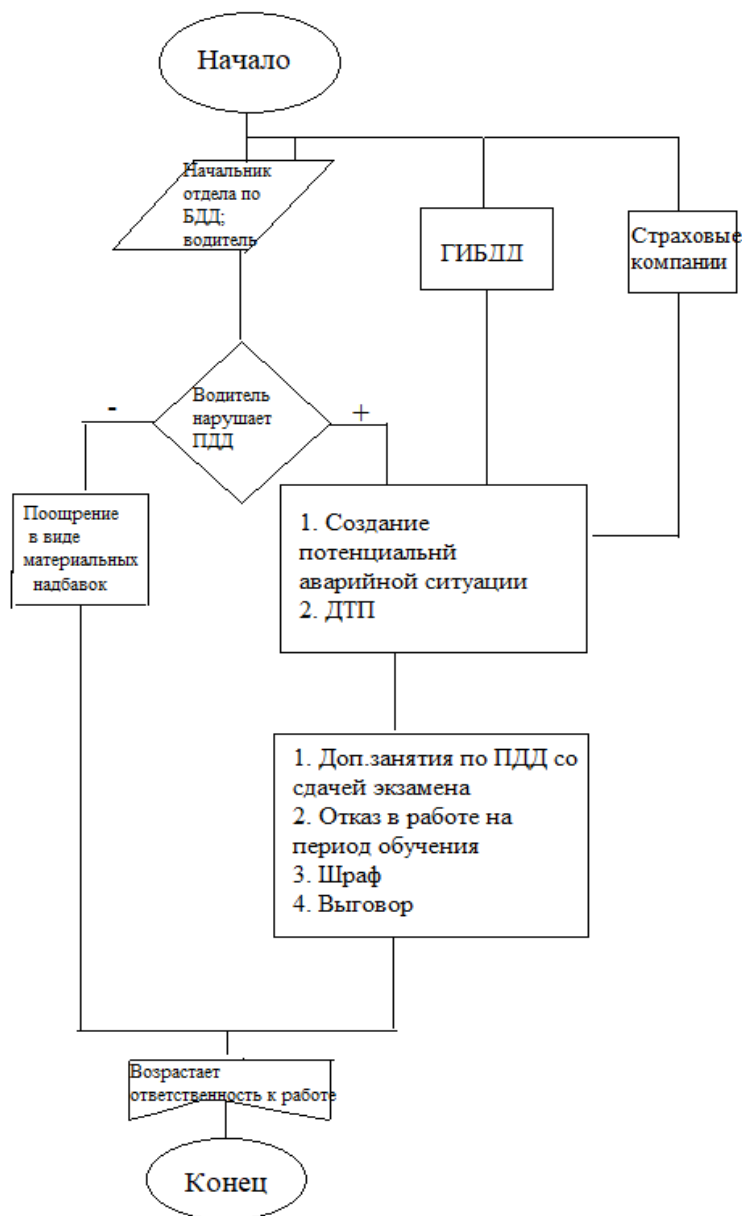 Начало
Начальник
отдела по
БДД;
водитель
ГИБДД
Страховые
компании
Водитель
нарушает
ПДД
-
+
Поощрение
в виде
материальных
надбавок
1. Создание
потенциальнй
аварийной ситуации
2. ДТП
1. Доп.занятия по ПДД со
сдачей экзамена
2. Отказ в работе на
период обучения
3. Шраф
4. Выговор
Возрастает
ответственность к работе
Конец